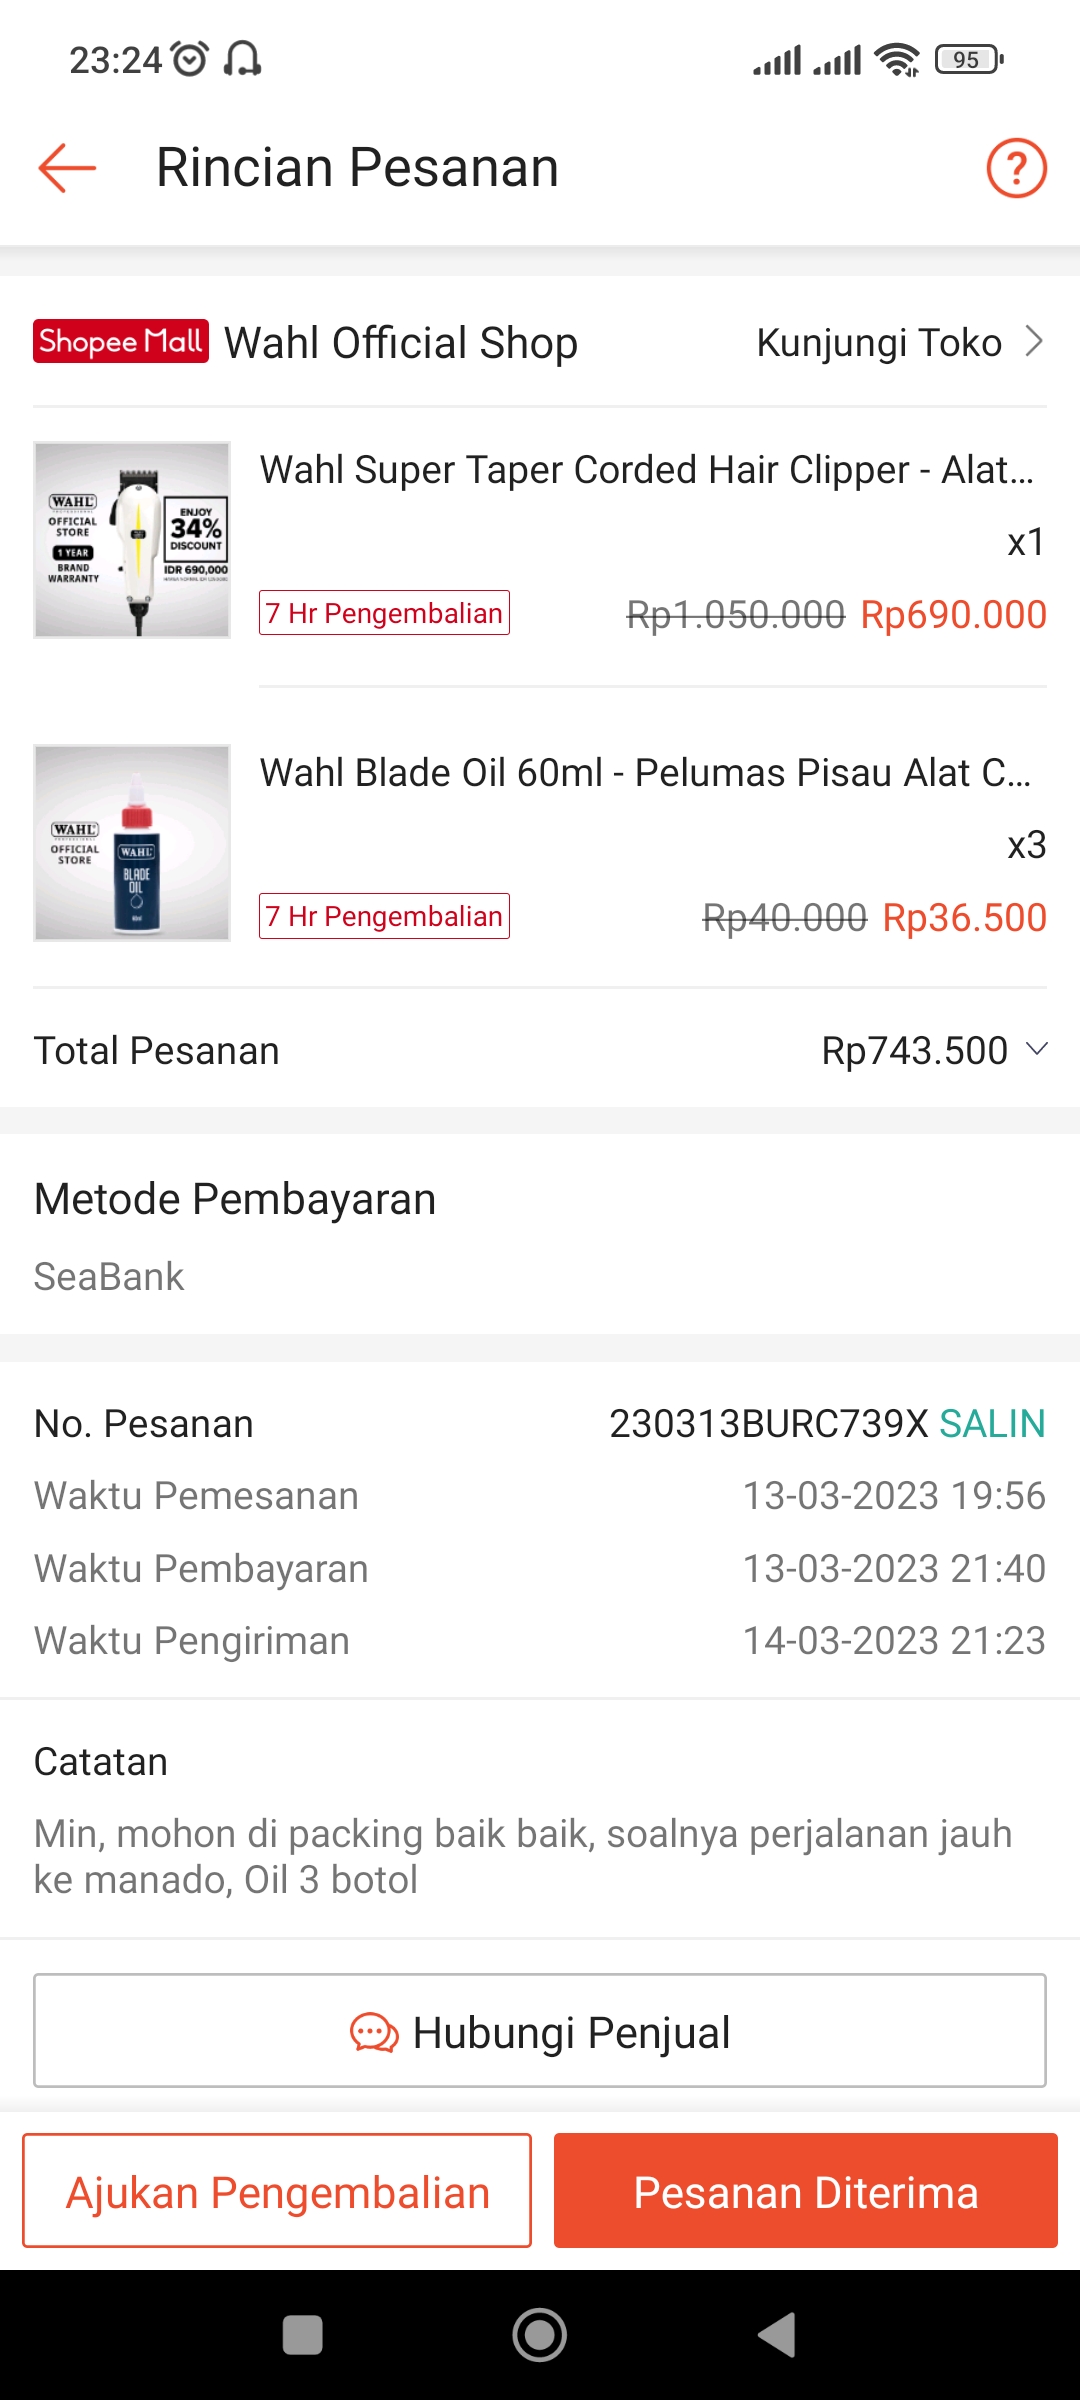 23:24
95
Rincian Pesanan
?
Shopee Mall Wahl Official Shop Kunjungi Toko
WAHL
OFFICIAL
STORE
1 YEAR
BRAND
WARRANTY
ENJOY
34%
DISCOUNT
IDR 690,000
Wahl Super Taper Corded Hair Clipper - Alat...
x1
7 Hr Pengembalian Rp1.050.000 Rp690.000
WAHL
OFFICIAL
STORE
WAHL
BLADE
OIL
Wahl Blade Oil 60ml - Pelumas Pisau Alat C...
x3
7 Hr Pengembalian Rp40.000 Rp36.500
Total Pesanan Rp743.500
Metode Pembayaran
SeaBank
No. Pesanan 230313BURC739X SALIN
Waktu Pemesanan 13-03-2023 19:56
Waktu Pembayaran 13-03-2023 21:40
Waktu Pengiriman 14-03-2023 21:23
Catatan
Min, mohon di packing baik baik, soalnya perjalanan jauh
ke manado, Oil 3 botol
Hubungi Penjual
Ajukan Pengembalian Pesanan Diterima